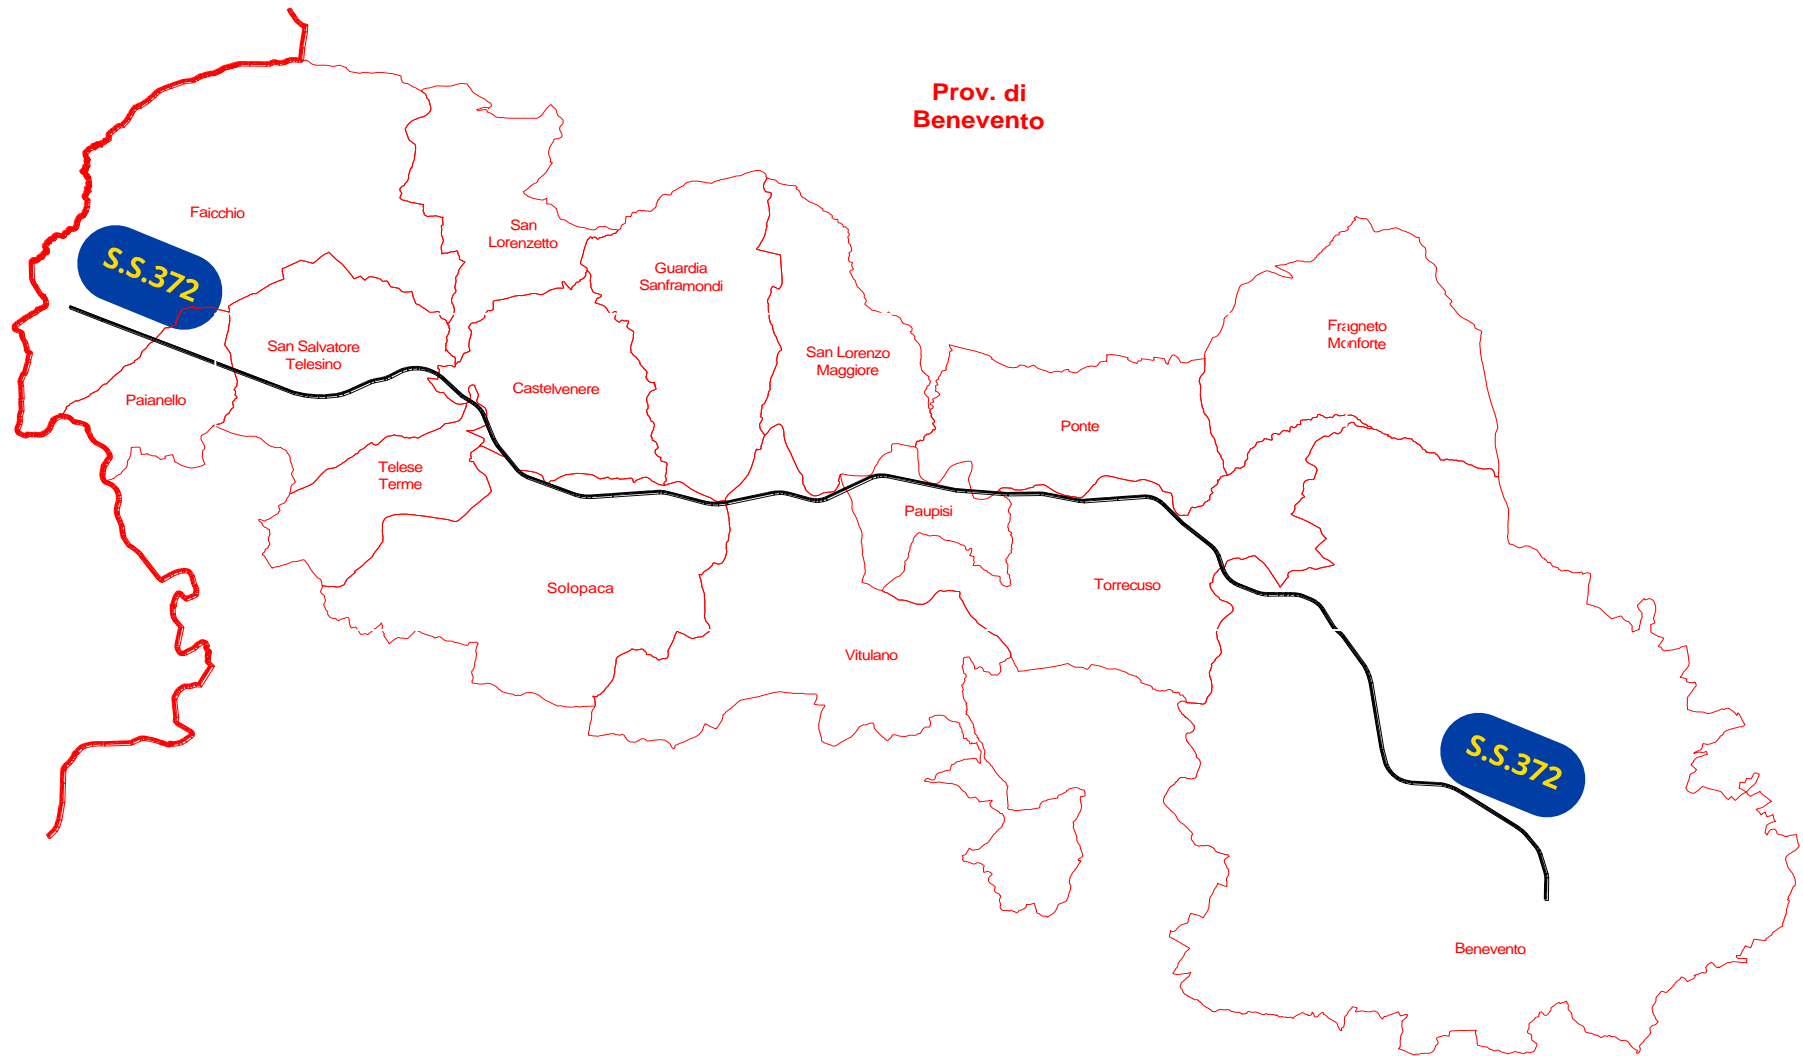 Prov. di
Benevento
Faicchio
San
Lorenzetto
S.S.372
Guardia
Sanframondi
Fragneto
Monforte
San Salvatore
Telesino
San Lorenzo
Maggiore
Castelvenere
Paianello
Ponte
Telese
Terme
Paupisi
Solopaca
Torrecuso
Vitulano
S.S.372
Benevento